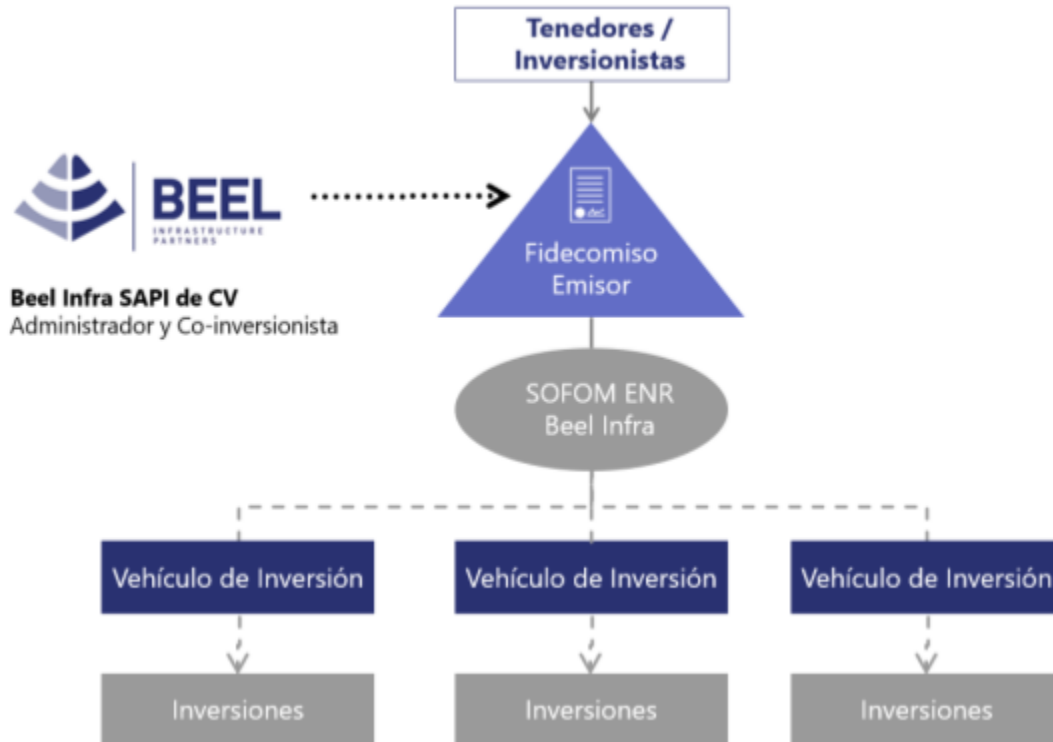 Tenedores /
Inversionistas
BEEL
INFRASTRUCTURE
PARTNERS
Beel Infra SAPI de CV
Administrador y Co-inversionista
Fidecomiso
Emisor
SOFOM ENR
Beel Infra
Vehículo de Inversión
Vehículo de Inversión
Vehículo de Inversión
Inversiones
Inversiones
Inversiones